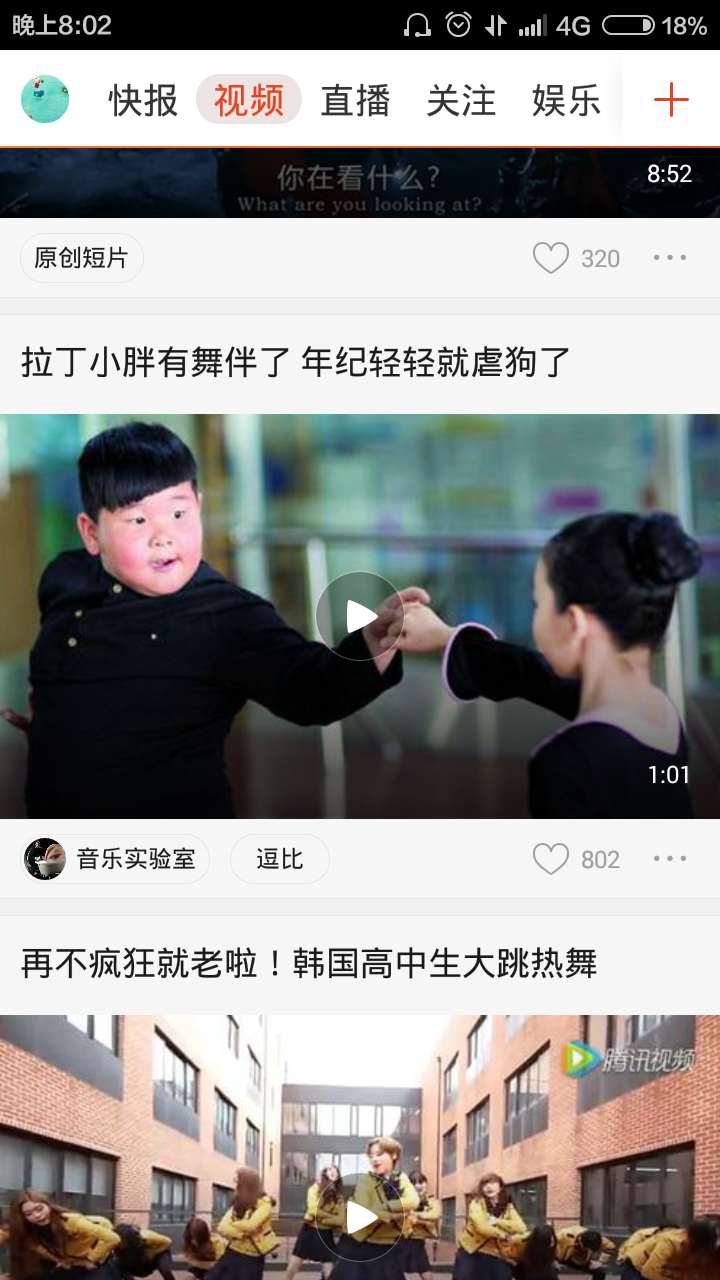 晚上8:02 4G 18%
快报 视频 直播 关注 娱乐
你在看什么?
What are you looking at?
8:52
原创短片 320
拉丁小胖有舞伴了 年纪轻轻就虐狗了
1:01
音乐实验室 逗比 802
再不疯狂就老啦！韩国高中生大跳热舞
腾讯视频